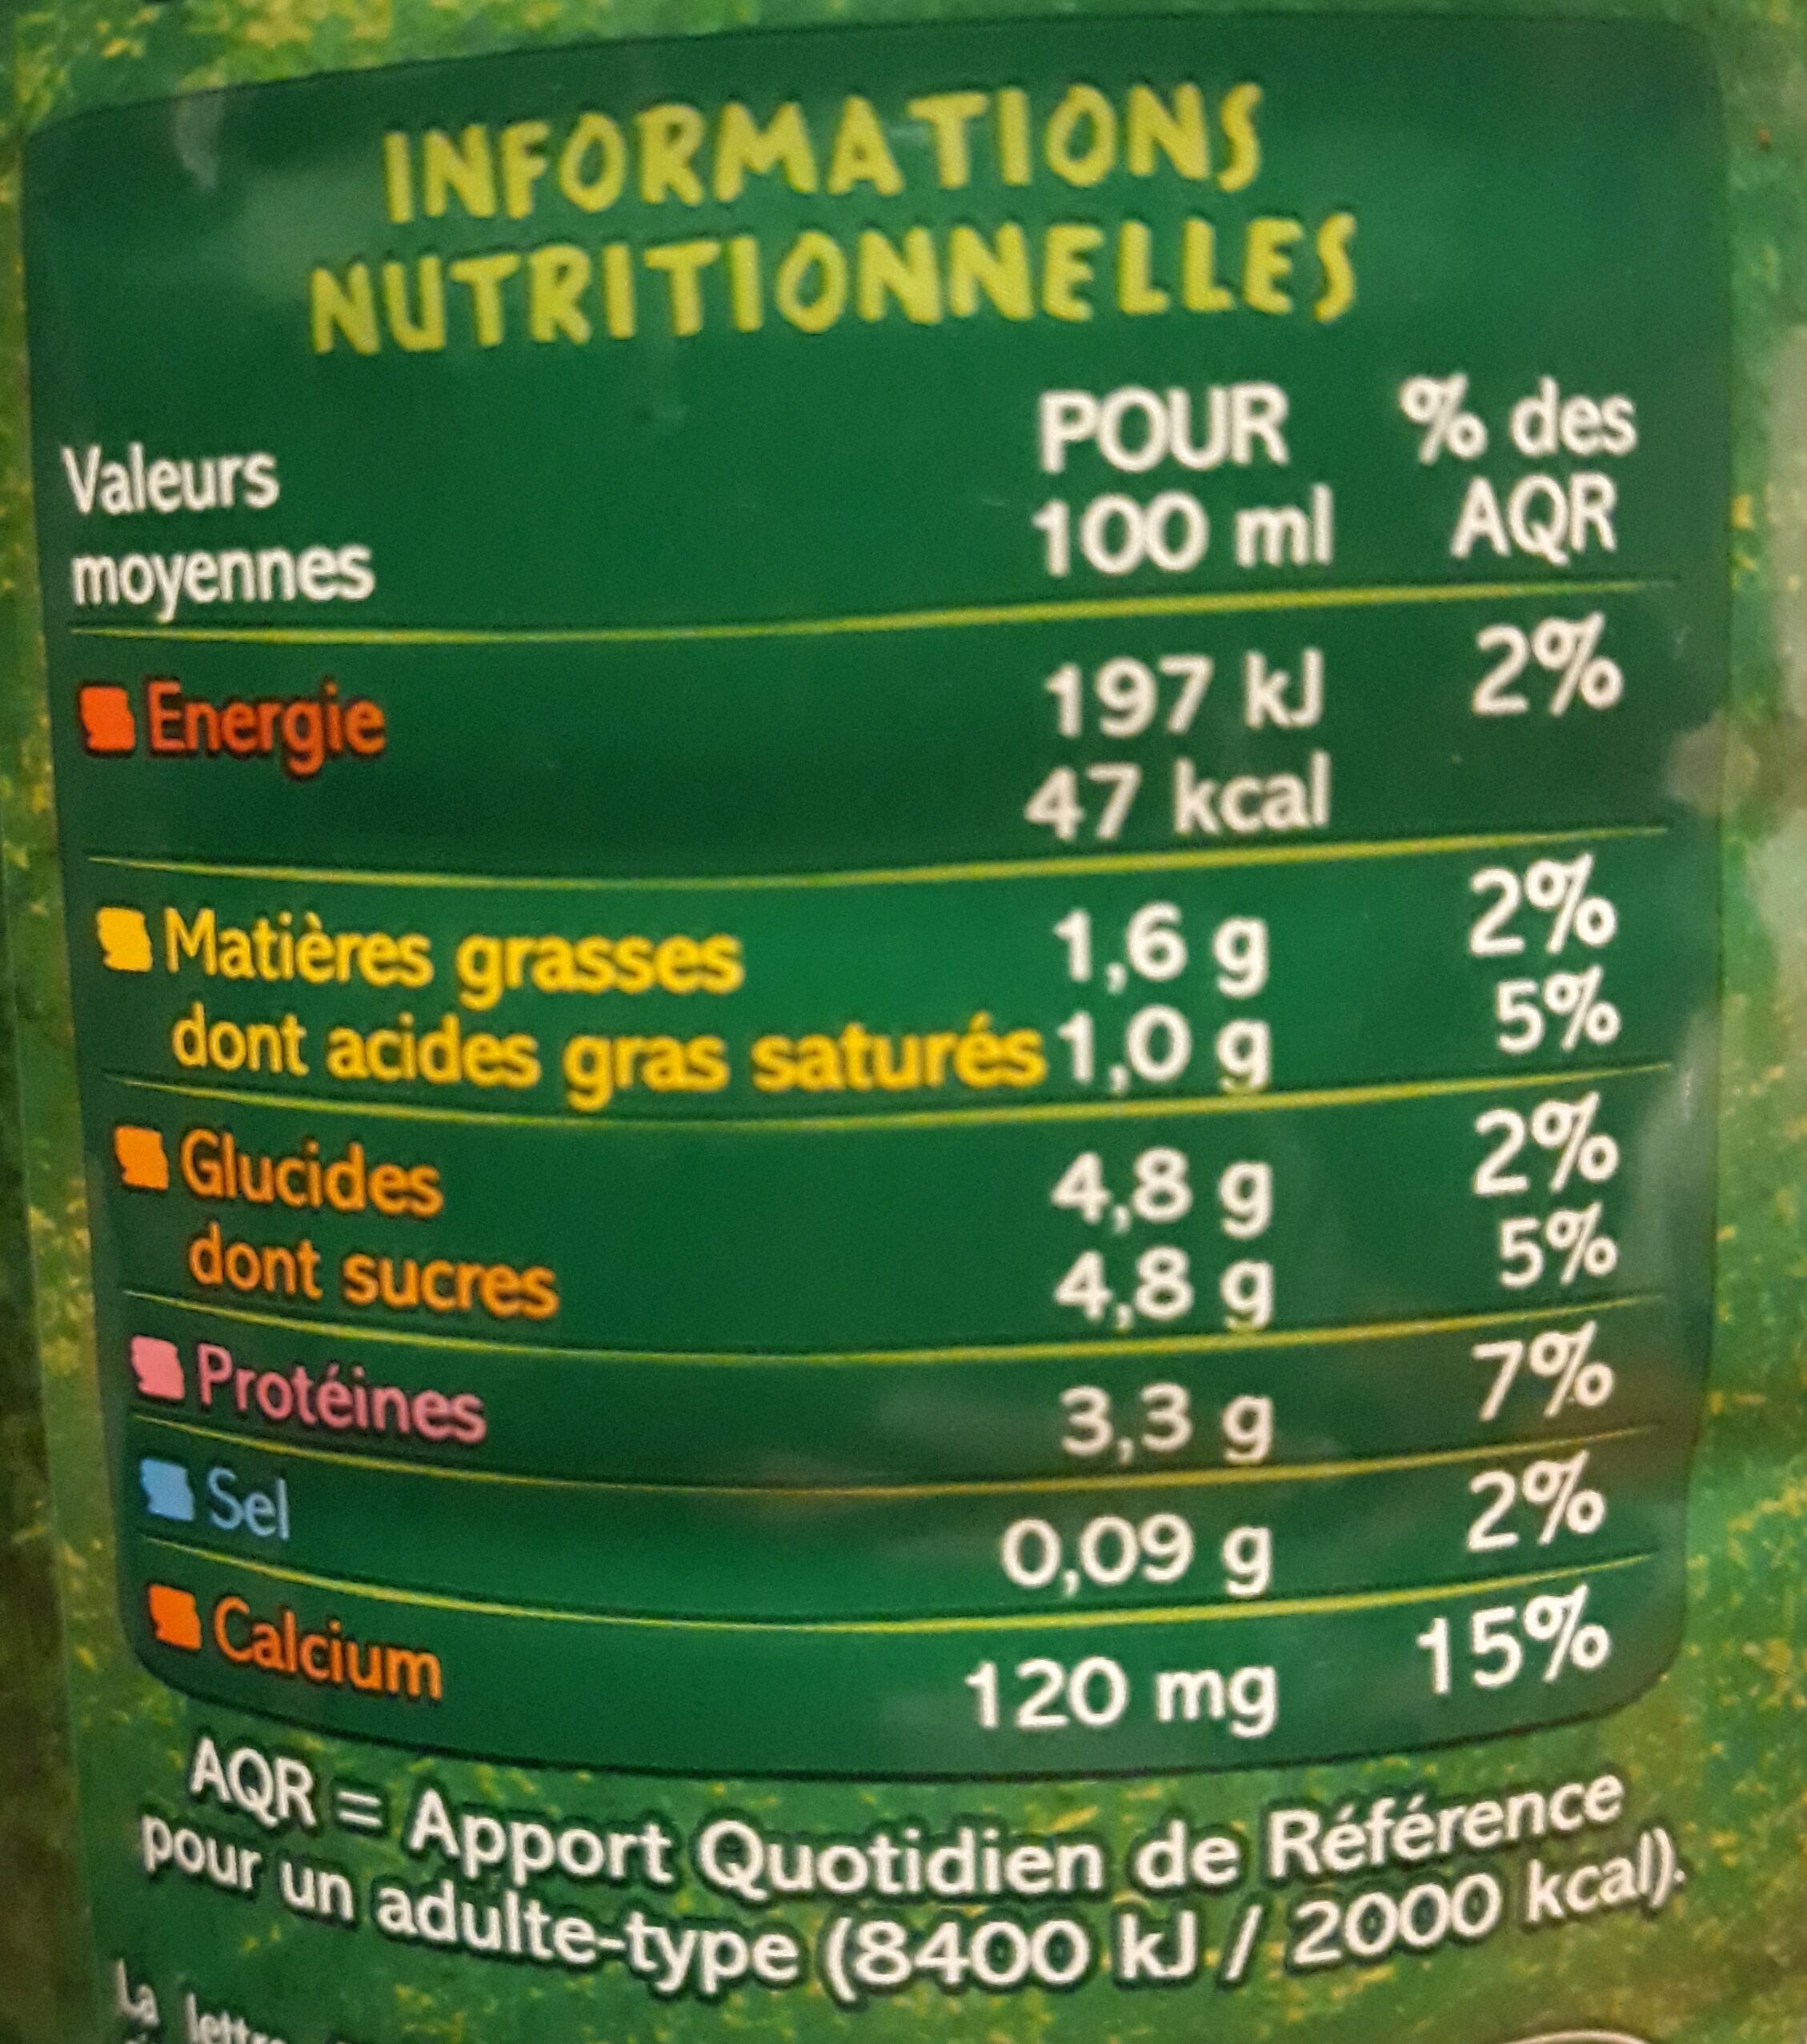 INFORMATIONS
NUTRITIONNELLES
Valeurs moyennes POUR 100 ml % des AQR
Energie 197 kJ 2%
47 kcal
Matières grasses 1,6 g 2%
dont acides gras saturés 1,0 g 5%
Glucides 4,8 g 2%
dont sucres 4,8 g 5%
Protéines 3,3 g 7%
Sel 0,09 g 2%
Calcium 120 mg 15%
AQR = Apport Quotidien de Référence
pour un adulte-type (8400 kJ / 2000 kcal).
La